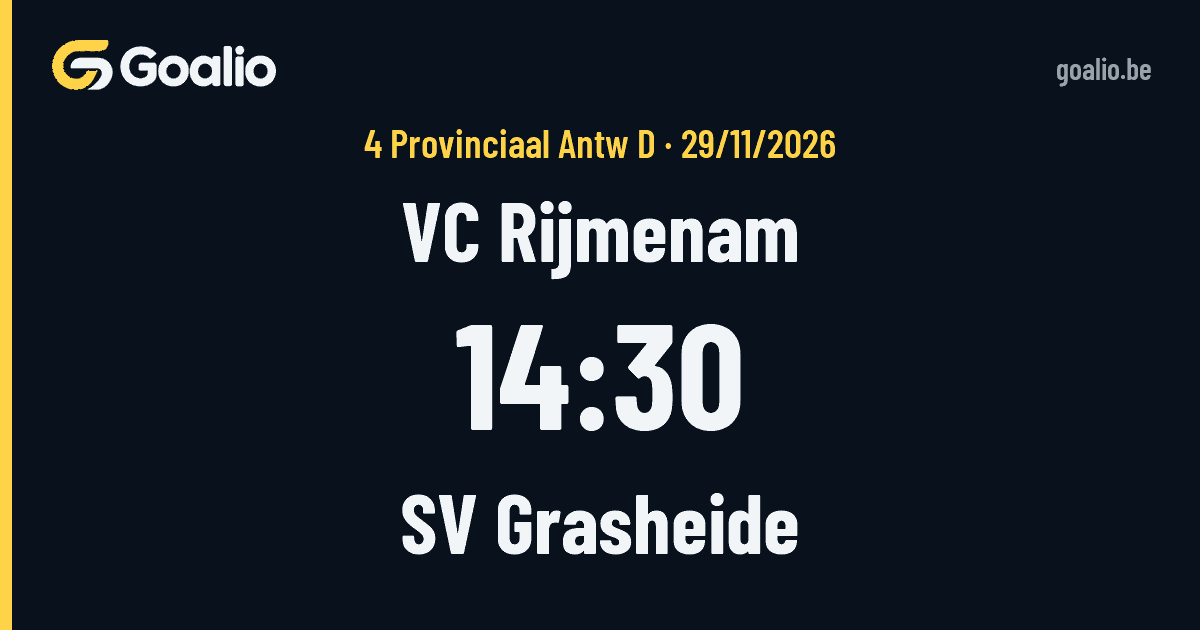 Goalio
goalio.be
4 Provinciaal Antw D · 29/11/2026
VC Rijmenam
14:30
SV Grasheide